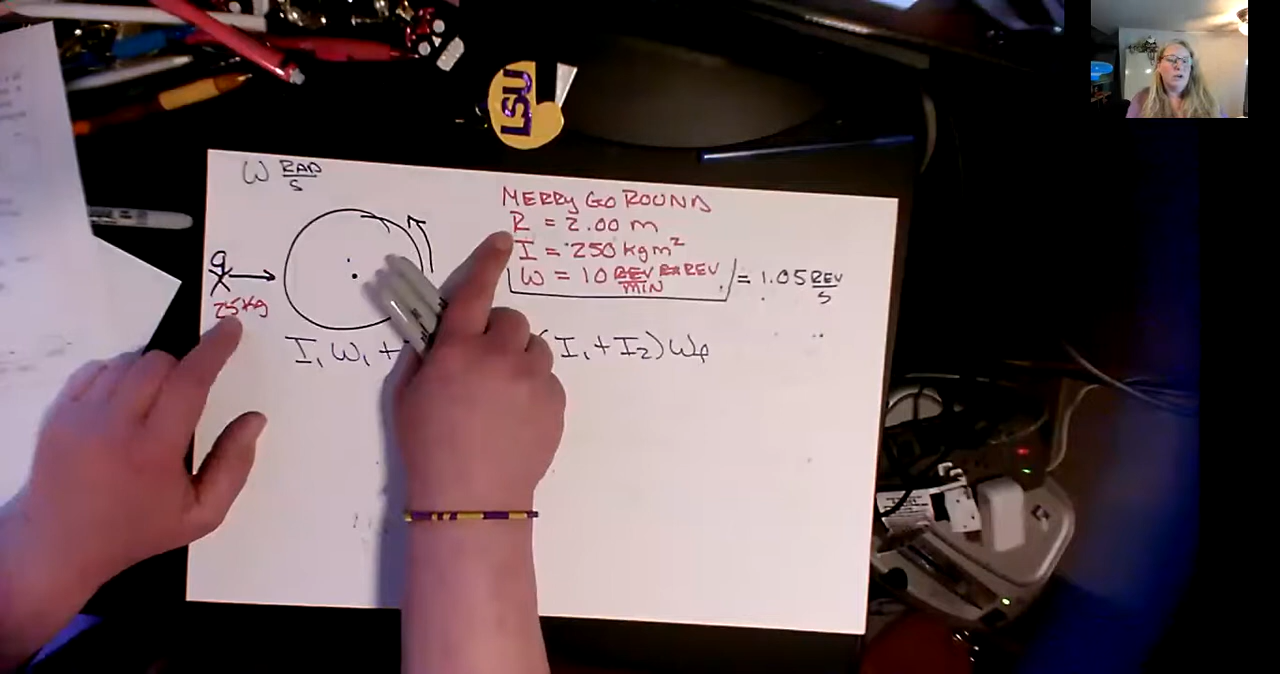 LSU
ω RAD/S
MERRY GO ROUND
R = 2.00 m
I = 250 kgm²
ω = 10 REV/MIN = 1.05 REV/S
25kg
I₁ω₁ + (I₁+I₂)ωf